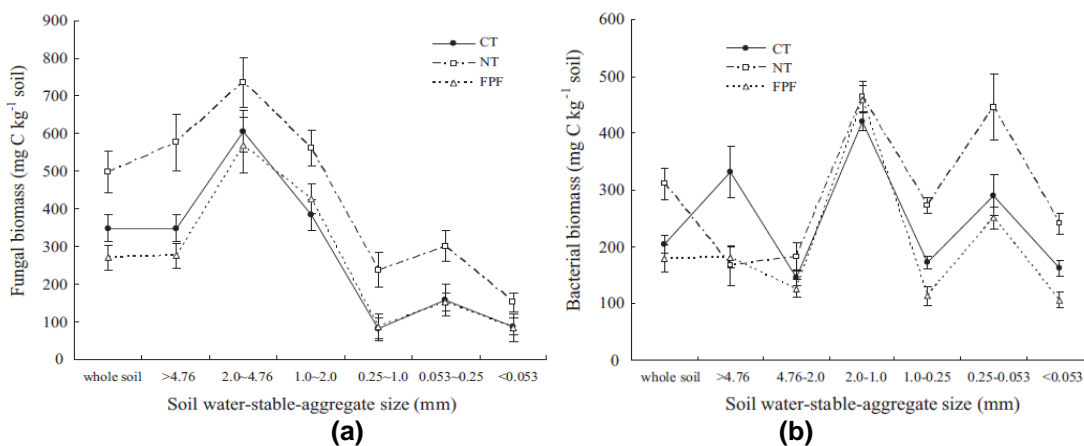 900
800
700
600
500
400
300
200
100
0
Fungal biomass (mg C kg⁻¹ soil)
CT
NT
FPF
whole soil >4.76 2.0~4.76 1.0~2.0 0.25~1.0 0.053~0.25 <0.053
Soil water-stable-aggregate size (mm)
(a)
600
500
400
300
200
100
0
Bacterial biomass (mg C kg⁻¹ soil)
CT
NT
FPF
whole soil >4.76 4.76-2.0 2.0-1.0 1.0-0.25 0.25-0.053 <0.053
Soil water-stable-aggregate size (mm)
(b)